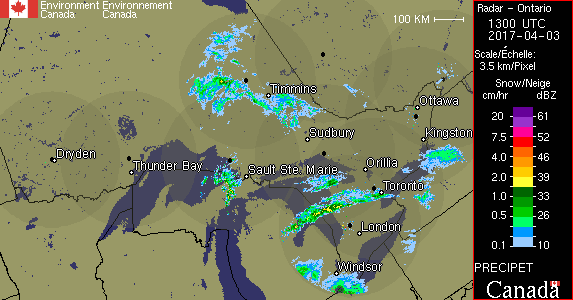 Environment Environnement
Canada Canada
100 KM
Timmins
Ottawa
Sudbury
Kingston
Dryden
Thunder Bay
Sault Ste. Marie
Orillia
Toronto
London
Windsor
Radar - Ontario
1300 UTC
2017-04-03
Scale/Échelle:
3.5 km/Pixel
Snow/Neige
cm/hr dBZ
20 61
7.5 52
4.0 46
2.0 39
1.0 33
0.5 26
0.1 10
PRECIPET
Canada